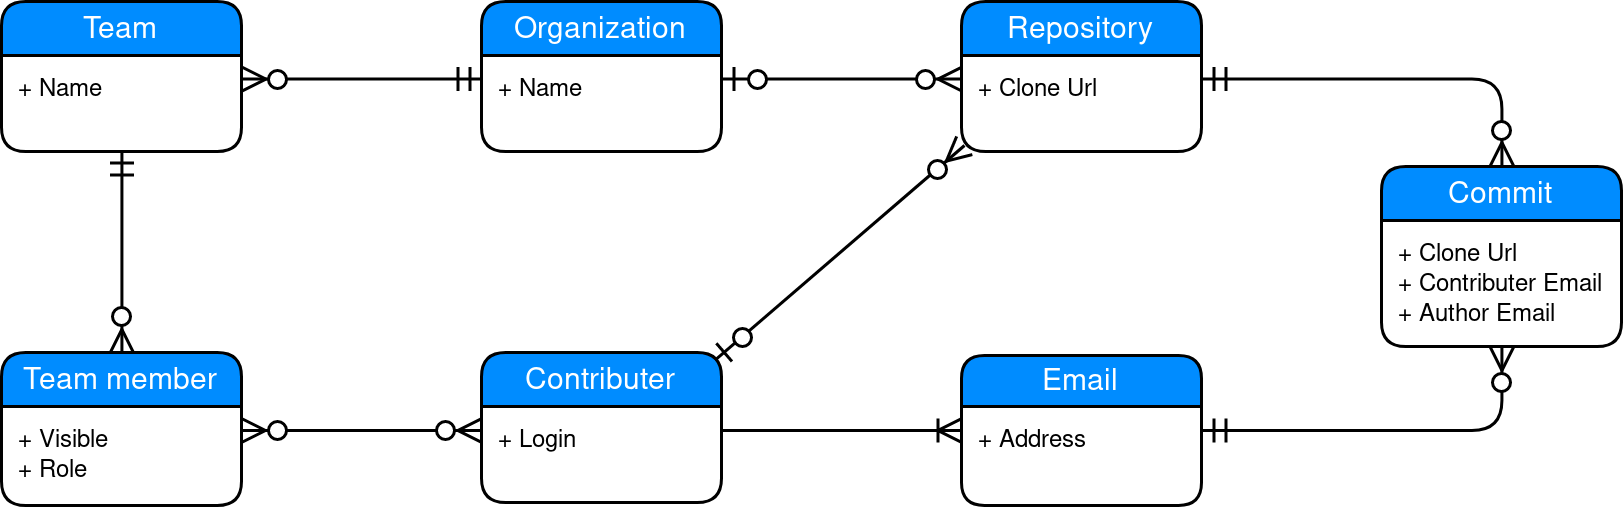 Team
+ Name
Organization
+ Name
Repository
+ Clone Url
Commit
+ Clone Url
+ Contributer Email
+ Author Email
Team member
+ Visible
+ Role
Contributer
+ Login
Email
+ Address